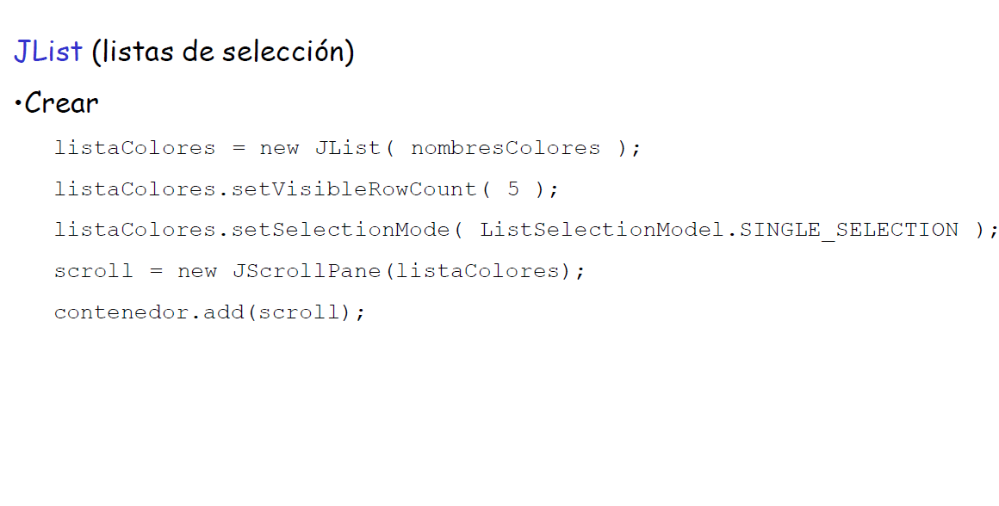 JList (listas de selección)
•Crear
listaColores = new JList( nombresColores );
listaColores.setVisibleRowCount( 5 );
listaColores.setSelectionMode( ListSelectionModel.SINGLE_SELECTION );
scroll = new JScrollPane(listaColores);
contenedor.add(scroll);